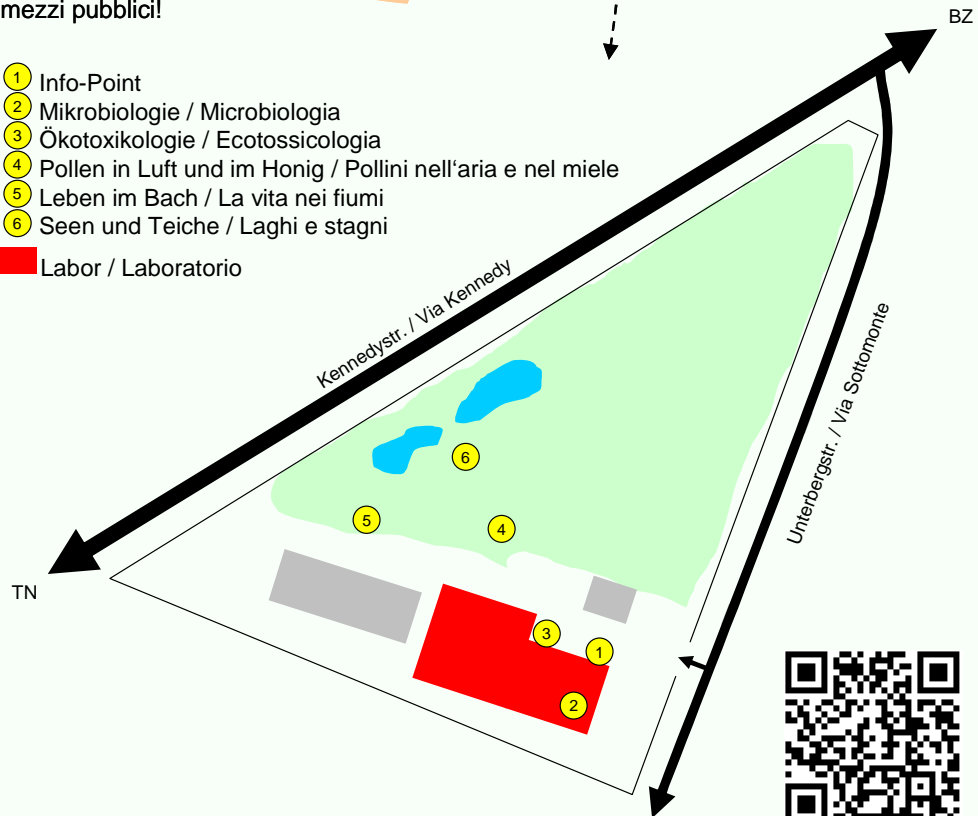 mezzi pubblici!
BZ
1 Info-Point
2 Mikrobiologie / Microbiologia
3 Ökotoxikologie / Ecotossicologia
4 Pollen in Luft und im Honig / Pollini nell'aria e nel miele
5 Leben im Bach / La vita nei fiumi
6 Seen und Teiche / Laghi e stagni
Labor / Laboratorio
Kennedystr. / Via Kennedy
Unterbergstr. / Via Sottomonte
6
5
4
TN
3
1
2